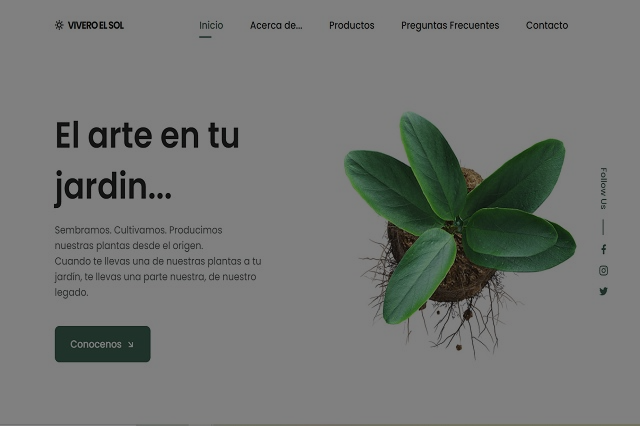 VIVERO EL SOL
Inicio
Acerca de...
Productos
Preguntas Frequentes
Contacto
El arte en tu
jardin...
Sembramos. Cultivamos. Producimos
nuestras plantas desde el origen.
Cuando te llevas una de nuestras plantas a tu
jardín, te llevas una parte nuestra, de nuestro
legado.
Conocenos
Follow Us